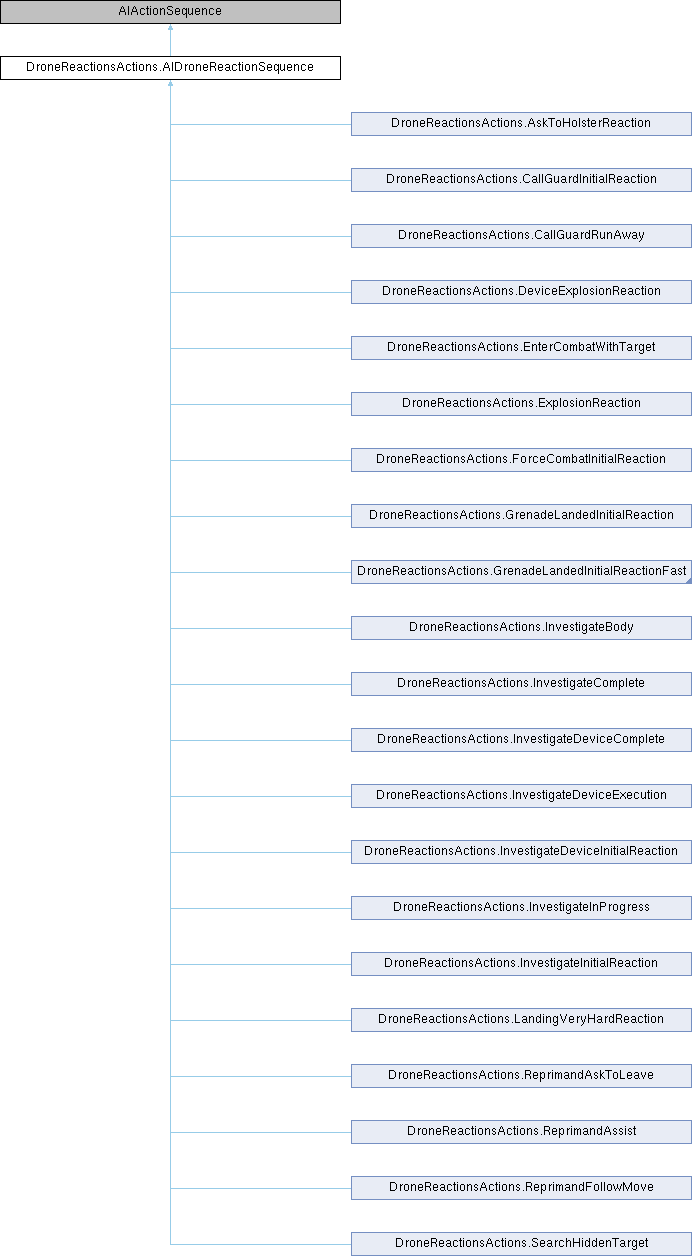 AIActionSequence
DroneReactionsActions.AIDroneReactionSequence
DroneReactionsActions.AskToHolsterReaction
DroneReactionsActions.CallGuardInitialReaction
DroneReactionsActions.CallGuardRunAway
DroneReactionsActions.DeviceExplosionReaction
DroneReactionsActions.EnterCombatWithTarget
DroneReactionsActions.ExplosionReaction
DroneReactionsActions.ForceCombatInitialReaction
DroneReactionsActions.GrenadeLandedInitialReaction
DroneReactionsActions.GrenadeLandedInitialReactionFast
DroneReactionsActions.InvestigateBody
DroneReactionsActions.InvestigateComplete
DroneReactionsActions.InvestigateDeviceComplete
DroneReactionsActions.InvestigateDeviceExecution
DroneReactionsActions.InvestigateDeviceInitialReaction
DroneReactionsActions.InvestigateInProgress
DroneReactionsActions.InvestigateInitialReaction
DroneReactionsActions.LandingVeryHardReaction
DroneReactionsActions.ReprimandAskToLeave
DroneReactionsActions.ReprimandAssist
DroneReactionsActions.ReprimandFollowMove
DroneReactionsActions.SearchHiddenTarget